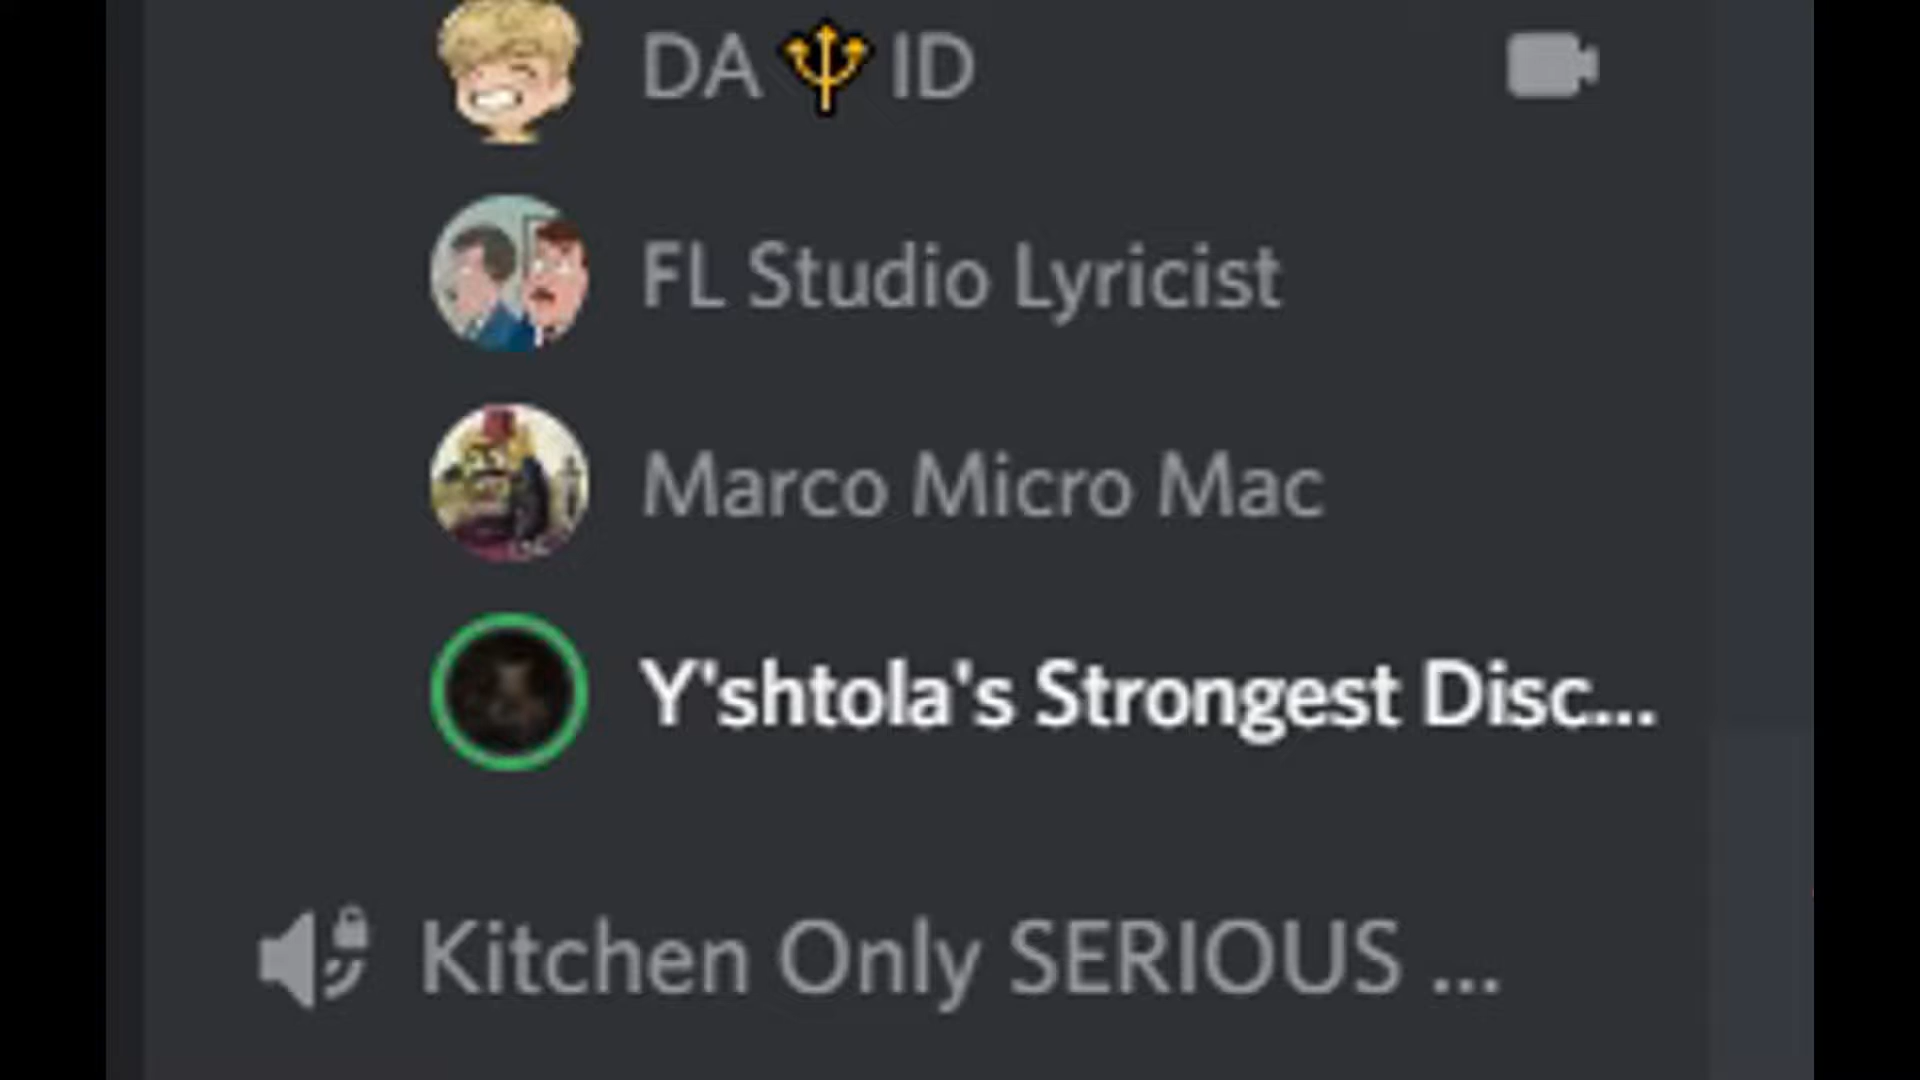 DA🔱ID
FL Studio Lyricist
Marco Micro Mac
Y'shtola's Strongest Disc...
Kitchen Only SERIOUS ...